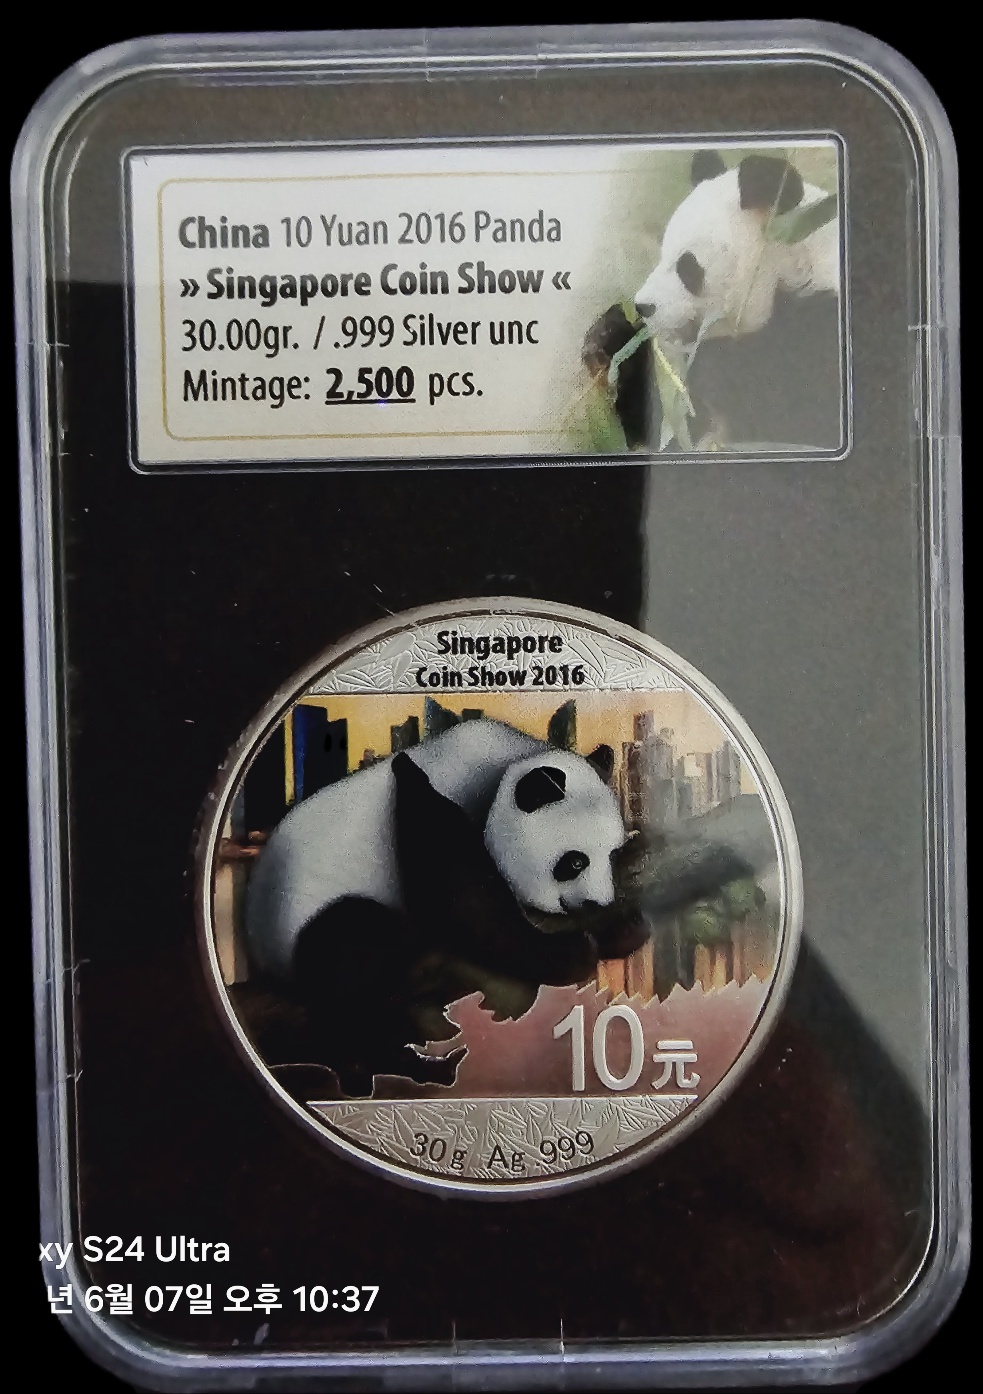 China 10 Yuan 2016 Panda
» Singapore Coin Show «
30.00gr. / .999 Silver unc
Mintage: 2,500 pcs.
Singapore
Coin Show 2016
10元
30g Ag .999
xy S24 Ultra
년 6월 07일 오후 10:37